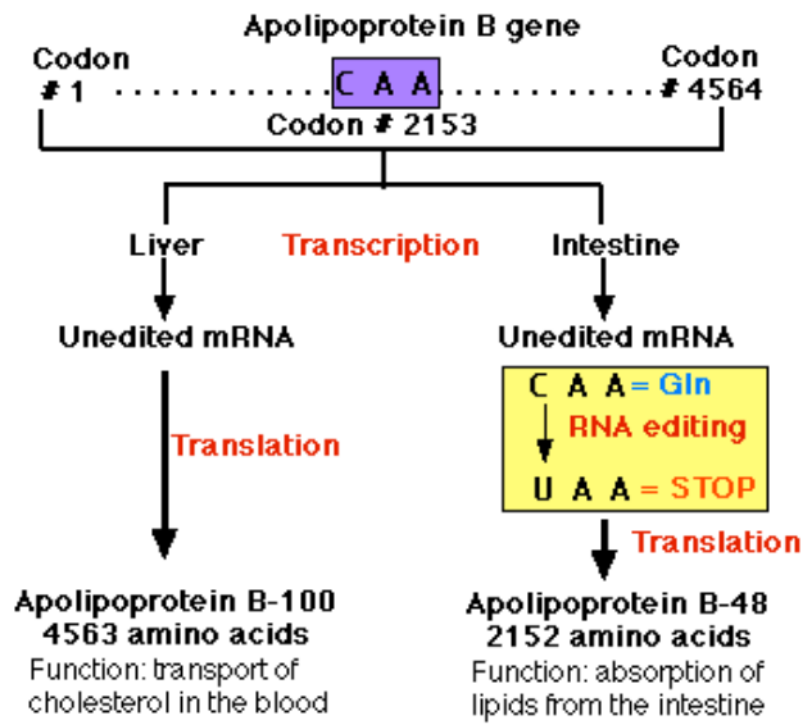 Apolipoprotein B gene
Codon
# 1
C A A
Codon
# 4564
Codon # 2153
Liver
Transcription
Intestine
Unedited mRNA
Unedited mRNA
C A A = Gln
RNA editing
U A A = STOP
Translation
Translation
Apolipoprotein B-100
4563 amino acids
Function: transport of
cholesterol in the blood
Apolipoprotein B-48
2152 amino acids
Function: absorption of
lipids from the intestine